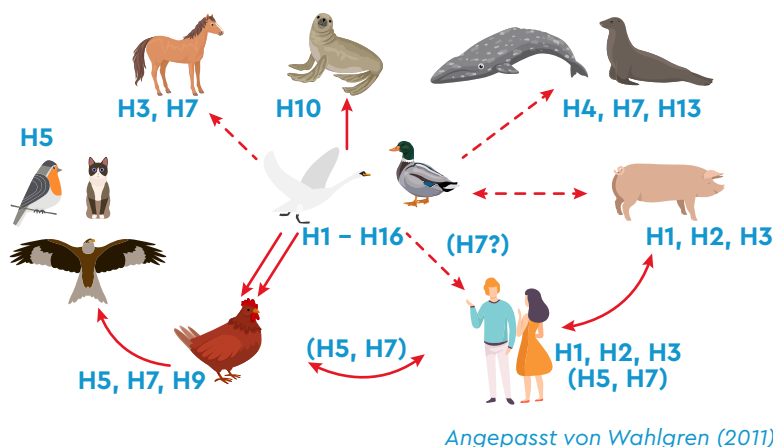 H3, H7
H10
H4, H7, H13
H5
H1 – H16
(H7?)
H1, H2, H3
(H5, H7)
H5, H7, H9
H1, H2, H3
(H5, H7)
Angepasst von Wahlgren (2011)